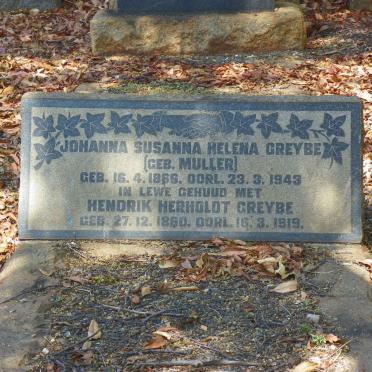 JOHANNA SUSANNA HELENA GREYBE
(GEB. MULLER)
GEB. 16. 4. 1866. OORL. 23. 3. 1943
IN LEWE GEHUUD MET
HENDRIK HERHOLDT GREYBE
GEB. 27. 12. 1860. OORL. 16. 3. 1919.